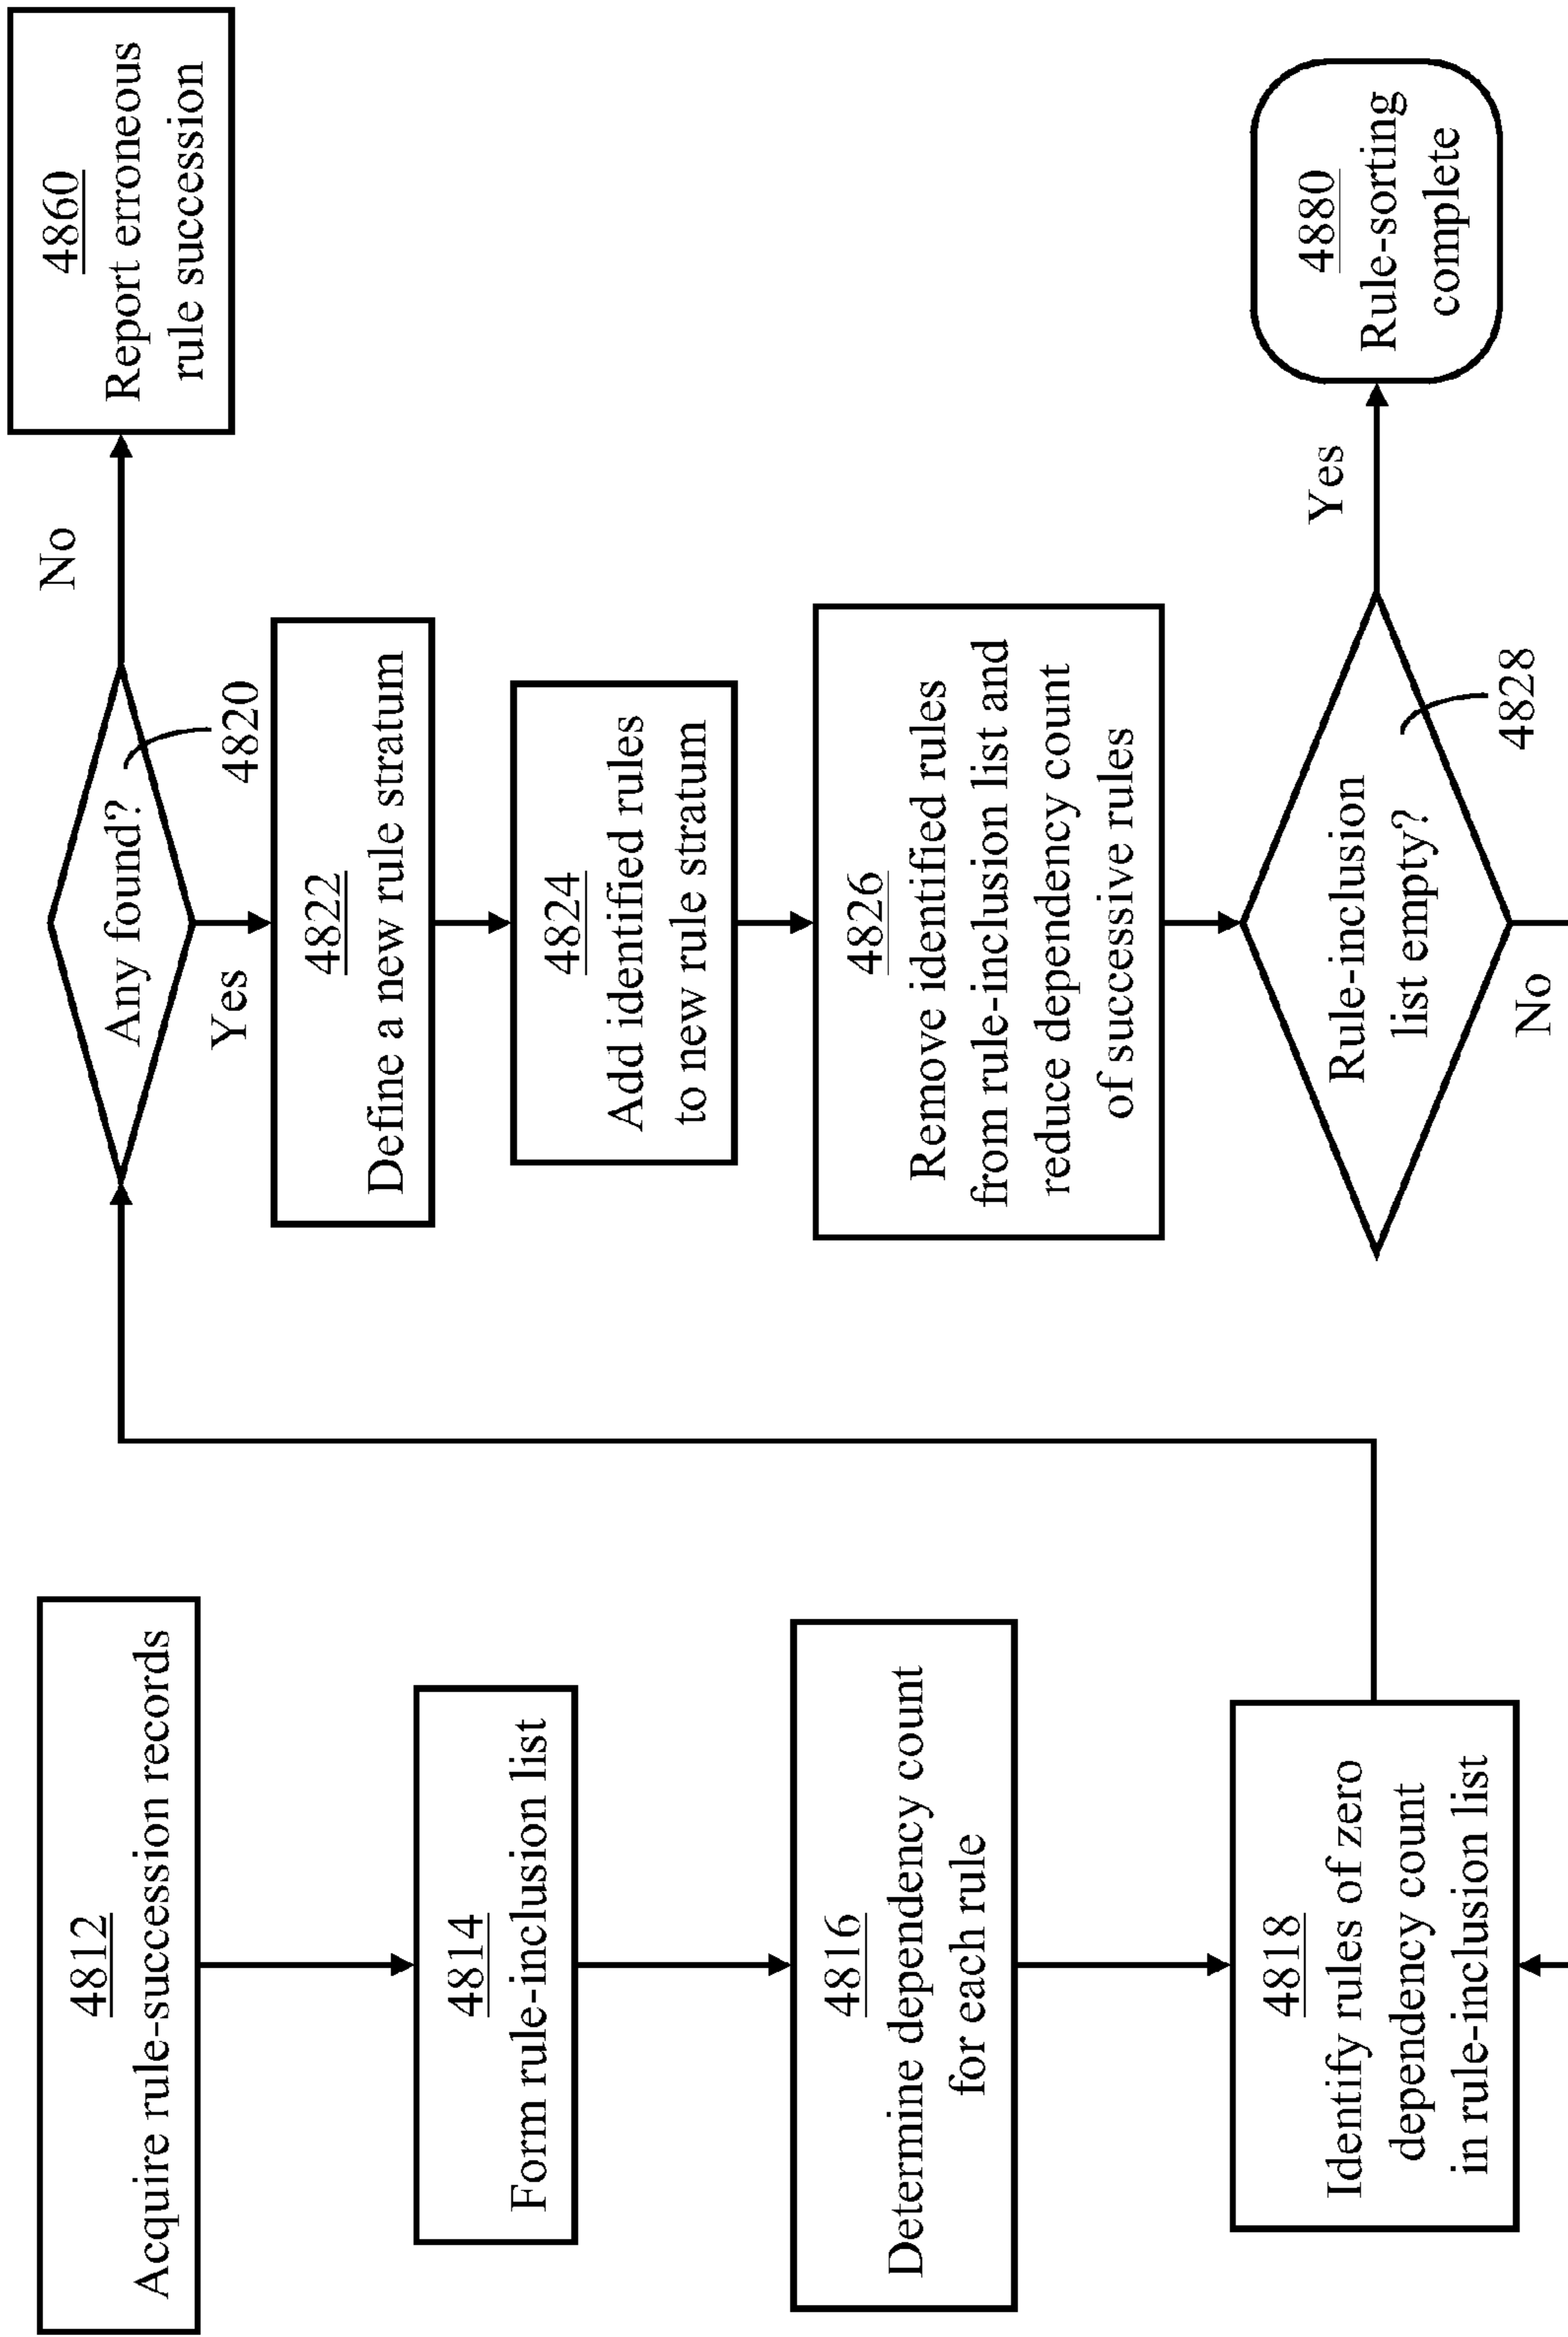 4812
Acquire rule-succession records
4814
Form rule-inclusion list
4816
Determine dependency count
for each rule
4818
Identify rules of zero
dependency count
in rule-inclusion list
Any found?
4820
No
4860
Report erroneous
rule succession
Yes
4822
Define a new rule stratum
4824
Add identified rules
to new rule stratum
4826
Remove identified rules
from rule-inclusion list and
reduce dependency count
of successive rules
Rule-inclusion
list empty?
4828
Yes
4880
Rule-sorting
complete
No